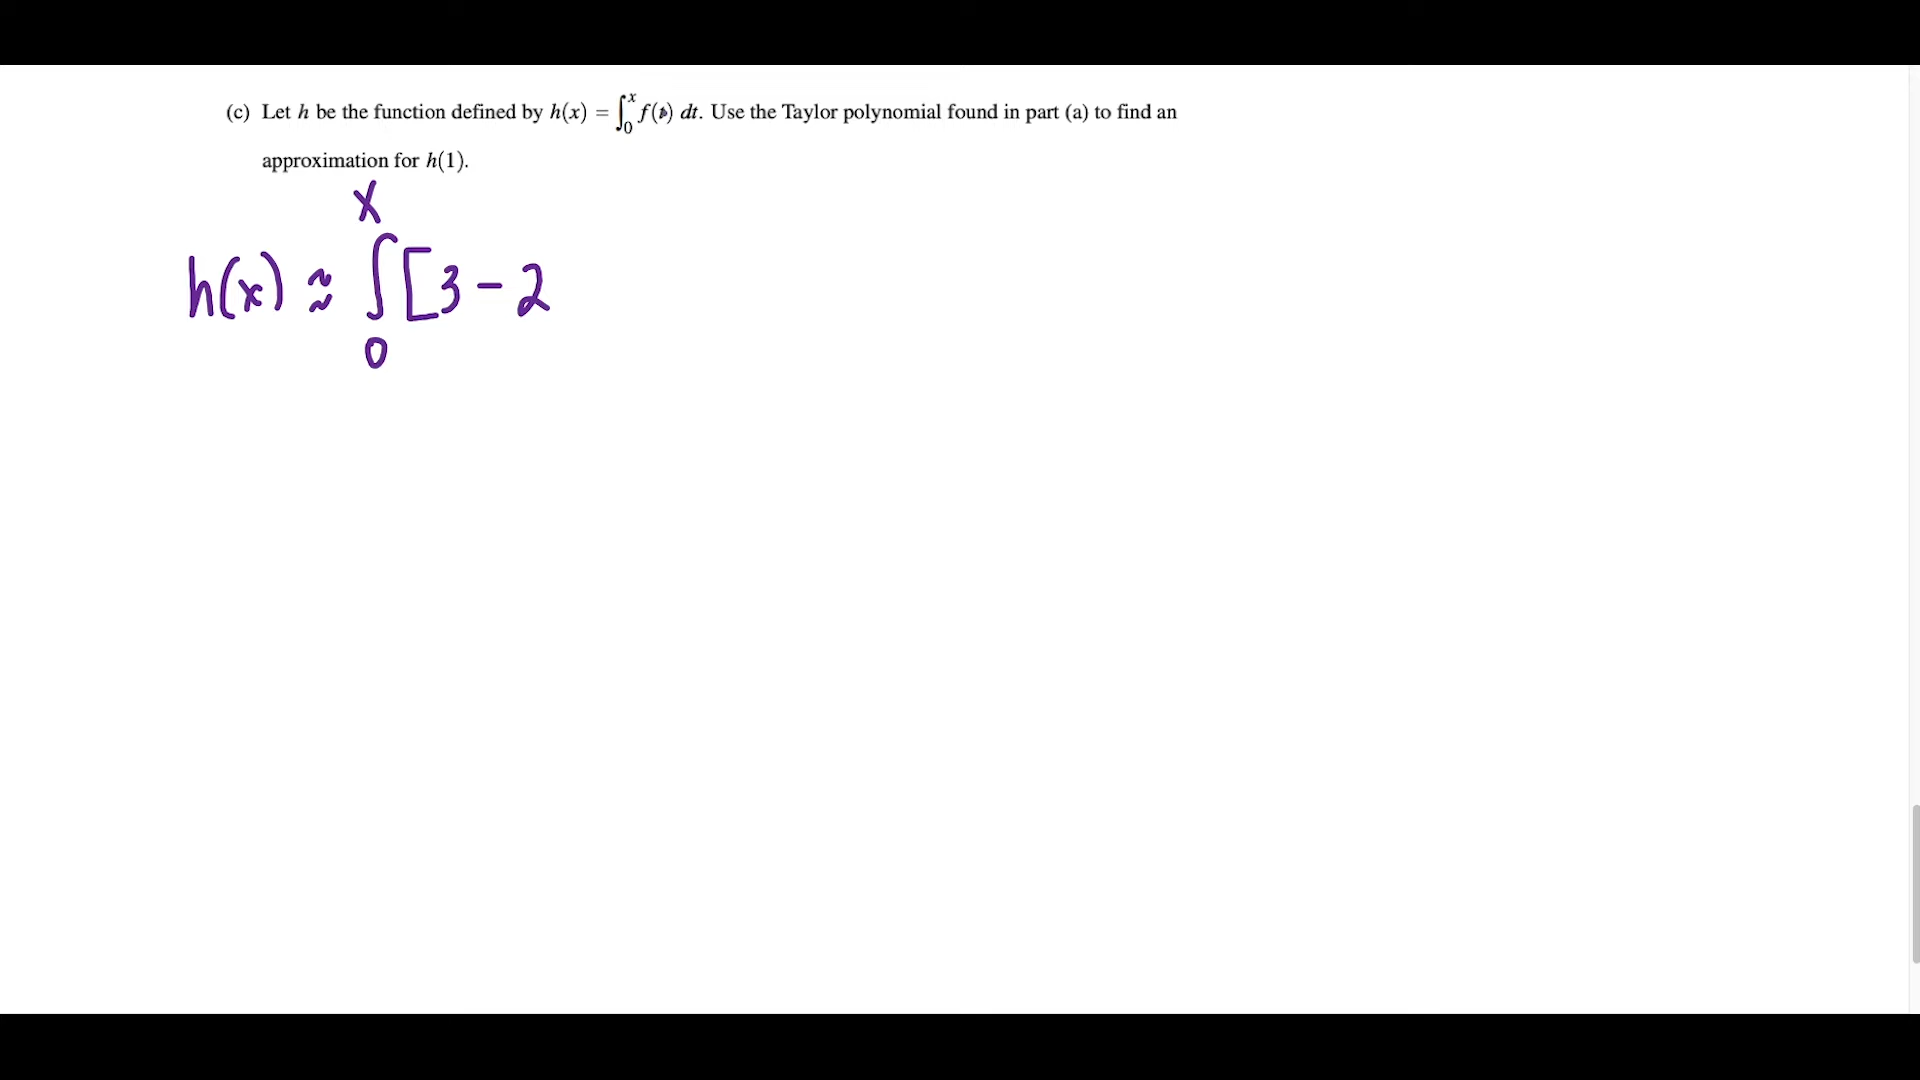 (c) Let h be the function defined by h(x) = ∫₀ˣ f(t) dt. Use the Taylor polynomial found in part (a) to find an
approximation for h(1).
h(x) ≈ ∫₀ˣ [3 - 2